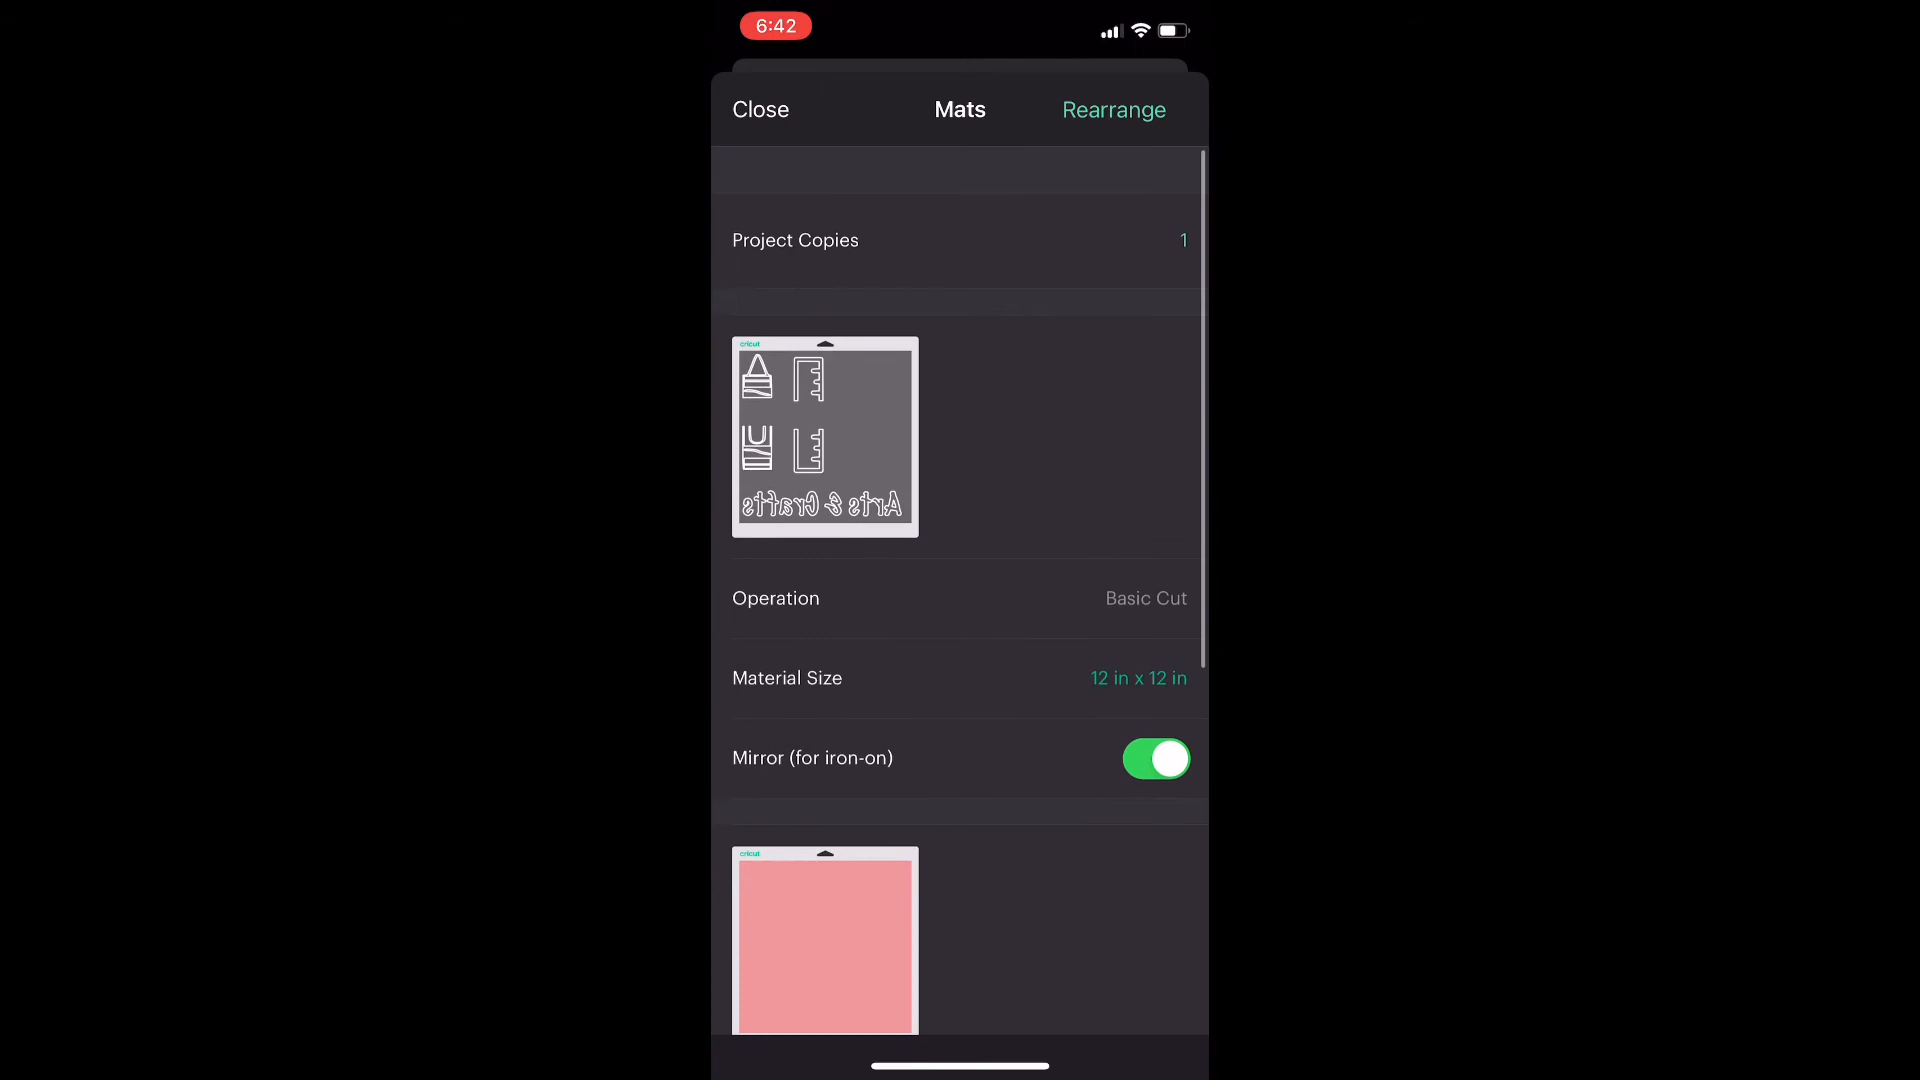 6:42
Close
Mats
Rearrange
Project Copies
1
cricut
Arts & Crafts
Operation
Basic Cut
Material Size
12 in x 12 in
Mirror (for iron-on)
cricut